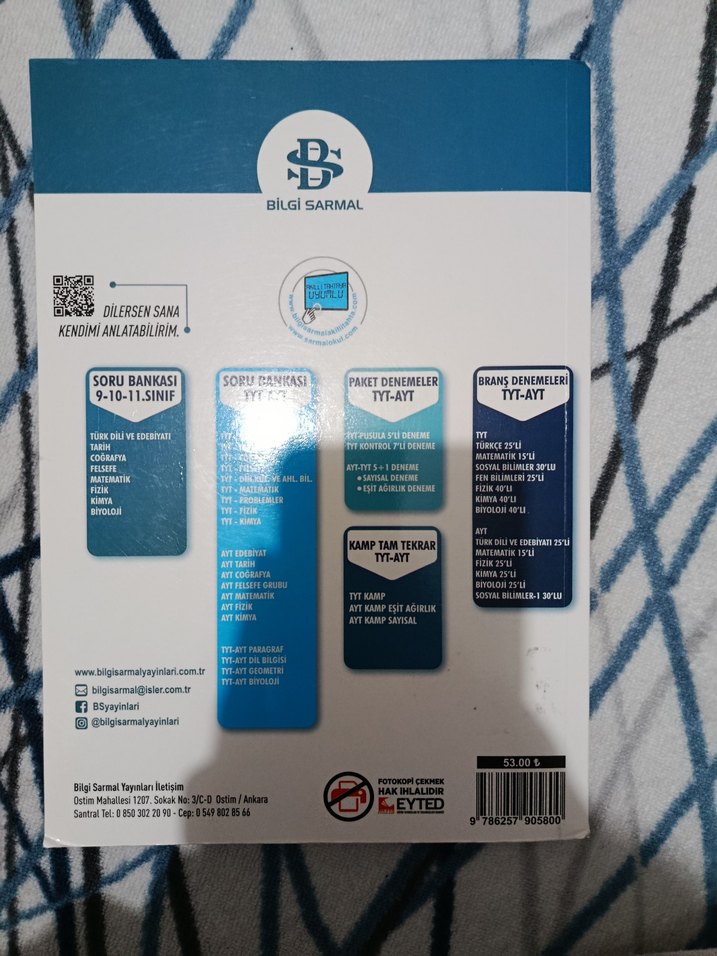 BS
BİLGİ SARMAL
DİLERSEN SANA
KENDİMİ ANLATABİLİRİM.
AKILLI TAHTAYA
UYUMLU
www.bilgisarmalakillitahta.com
www.sarmalokul.com
SORU BANKASI
9-10-11.SINIF
TÜRK DİLİ VE EDEBİYATI
TARİH
COĞRAFYA
FELSEFE
MATEMATİK
FİZİK
KİMYA
BİYOLOJİ
SORU BANKASI
TYT-AYT
TYT - FELSEFE
TYT - DİN KÜL. VE AHL. BİL.
TYT - MATEMATİK
TYT - PROBLEMLER
TYT - FİZİK
TYT - KİMYA
AYT EDEBİYAT
AYT TARİH
AYT COĞRAFYA
AYT FELSEFE GRUBU
AYT MATEMATİK
AYT FİZİK
AYT KİMYA
TYT-AYT PARAGRAF
TYT-AYT DİL BİLGİSİ
TYT-AYT GEOMETRİ
TYT-AYT BİYOLOJİ
PAKET DENEMELER
TYT-AYT
TYT-PUSULA 5'Lİ DENEME
TYT KONTROL 7'Lİ DENEME
AYT-TYT 5+1 DENEME
• SAYISAL DENEME
• EŞİT AĞIRLIK DENEME
KAMP TAM TEKRAR
TYT-AYT
TYT KAMP
AYT KAMP EŞİT AĞIRLIK
AYT KAMP SAYISAL
BRANŞ DENEMELERİ
TYT-AYT
TYT
TÜRKÇE 25'Lİ
MATEMATİK 15'Lİ
SOSYAL BİLİMLER 30'LU
FEN BİLİMLERİ 25'Lİ
FİZİK 40'LI
KİMYA 40'LI
BİYOLOJİ 40'LI
AYT
TÜRK DİLİ VE EDEBİYATI 25'Lİ
MATEMATİK 15'Lİ
FİZİK 25'Lİ
KİMYA 25'Lİ
BİYOLOJİ 25'Lİ
SOSYAL BİLİMLER-1 30'LU
www.bilgisarmalyayinlari.com.tr
bilgisarmal@isler.com.tr
BSyayinlari
@bilgisarmalyayinlari
Bilgi Sarmal Yayınları İletişim
Ostim Mahallesi 1207. Sokak No: 3/C-D Ostim / Ankara
Santral Tel: 0 850 302 20 90 - Cep: 0 549 802 85 66
FOTOKOPİ ÇEKMEK
HAK İHLALİDİR
EYTED
53.00 ₺
9 786257 905800